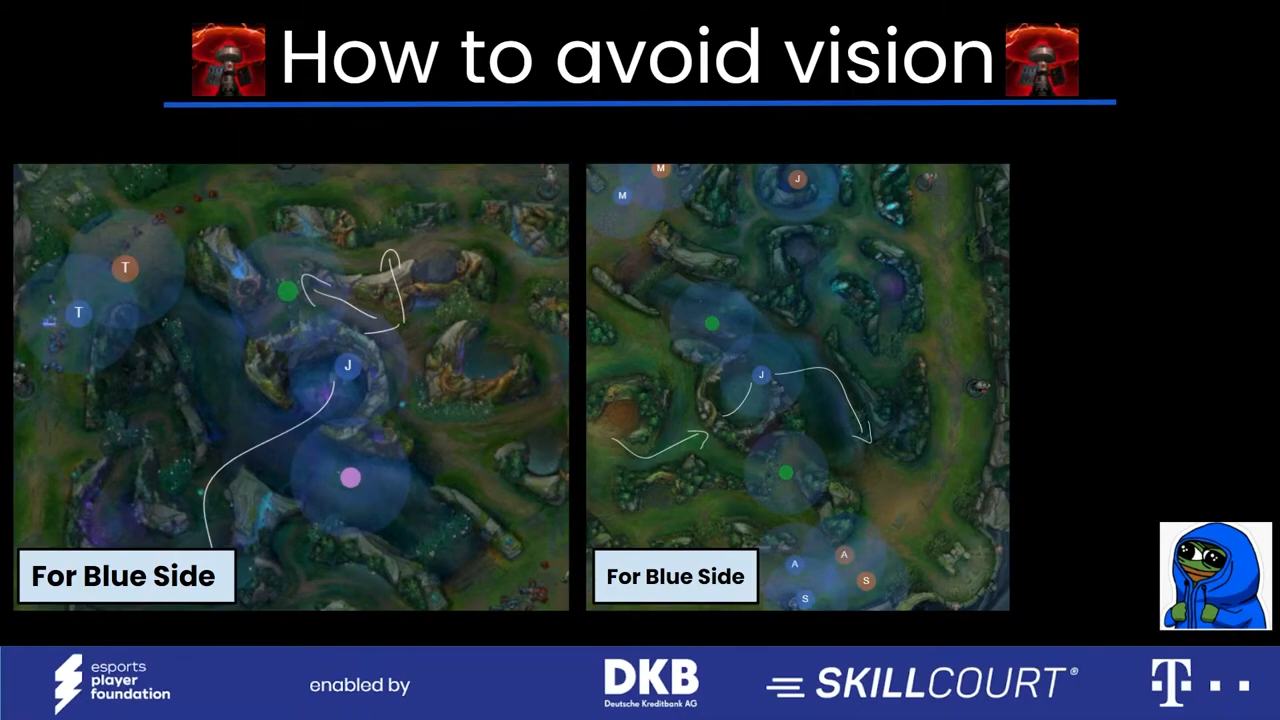 How to avoid vision
T
T
J
M
M
J
J
A
A
S
S
For Blue Side
For Blue Side
esports
player
foundation
enabled by
DKB
Deutsche Kreditbank AG
SKILLCOURT®
T